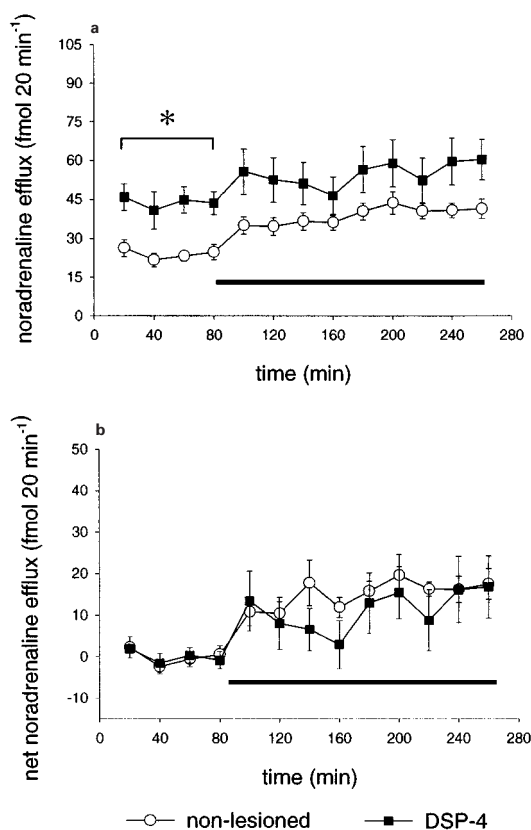 a
noradrenaline efflux (fmol 20 min⁻¹)
105
90
75
60
45
30
15
0
*
0 40 80 120 160 200 240 280
time (min)
b
net noradrenaline efflux (fmol 20 min⁻¹)
50
40
30
20
10
0
-10
0 40 80 120 160 200 240 280
time (min)
non-lesioned DSP-4